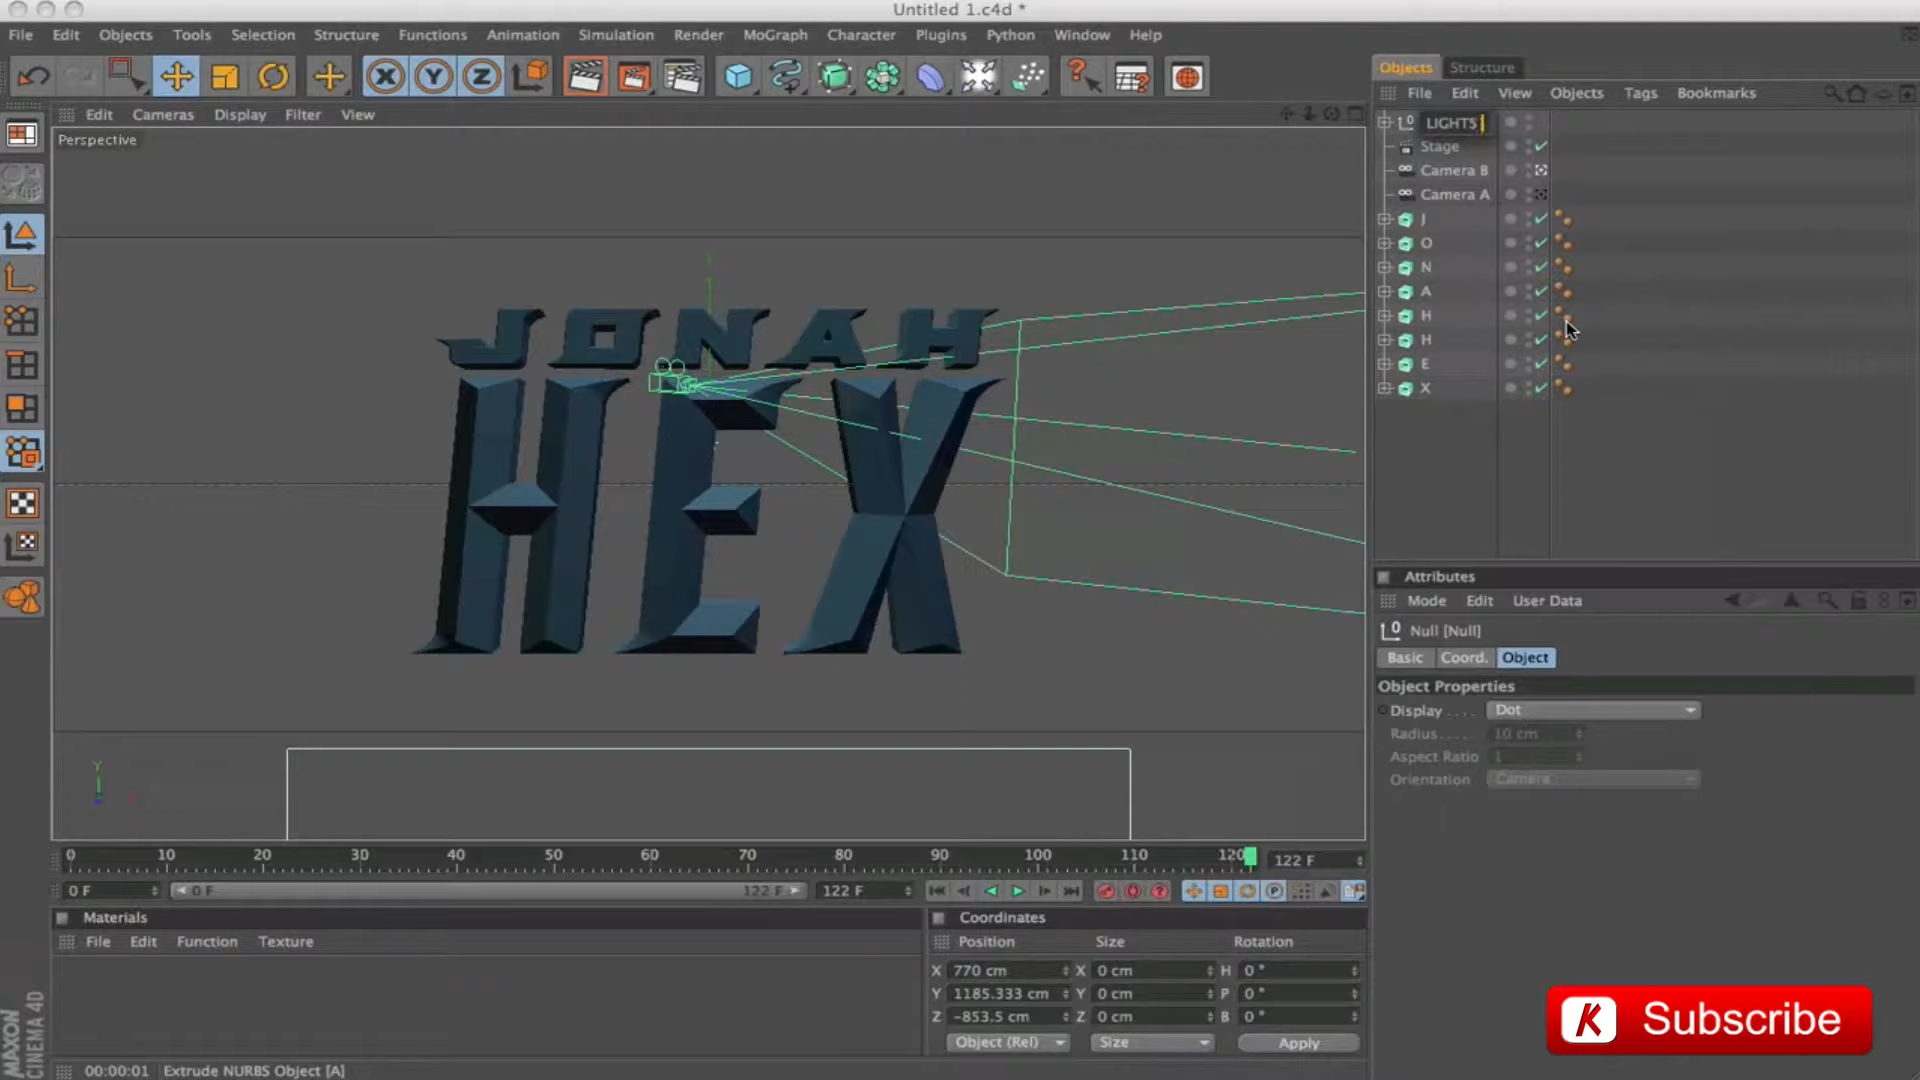 Untitled 1.c4d *
File Edit Objects Tools Selection Structure Functions Animation Simulation Render MoGraph Character Plugins Python Window Help
X Y Z
Objects Structure
File Edit View Objects Tags Bookmarks
Edit Cameras Display Filter View
Perspective
LIGHTS
Stage
Camera B
Camera A
J
O
N
A
H
H
E
X
JONAH
HEX
Attributes
Mode Edit User Data
Null [Null]
Basic Coord. Object
Object Properties
Display .... Dot
Radius..... 10 cm
Aspect Ratio 1
Orientation Camera
Y
0 10 20 30 40 50 60 70 80 90 100 110 120 122 F
0 F 0 F 122 F 122 F
Materials
File Edit Function Texture
Coordinates
Position Size Rotation
X 770 cm X 0 cm H 0 °
Y 1185.333 cm Y 0 cm P 0 °
Z -853.5 cm Z 0 cm B 0 °
Object (Rel) Size Apply
MAXON
CINEMA 4D
00:00:01 Extrude NURBS Object [A]
K Subscribe